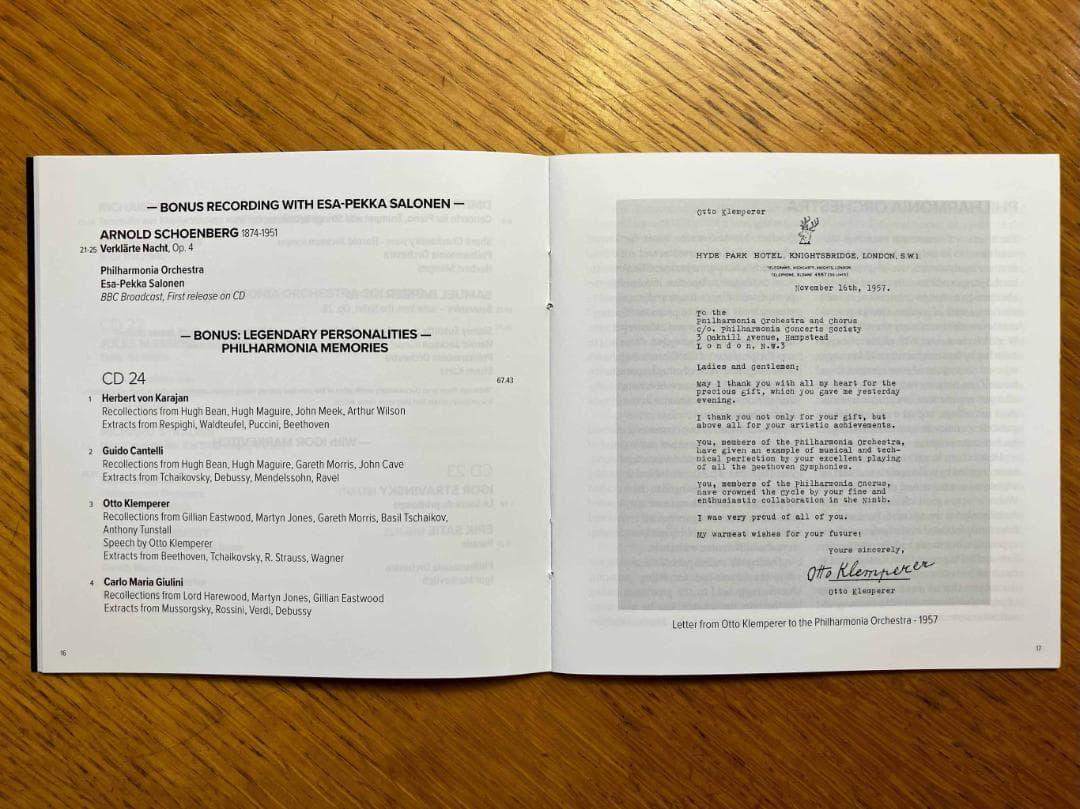 — BONUS RECORDING WITH ESA-PEKKA SALONEN —
ARNOLD SCHOENBERG 1874-1951
21-25 Verklärte Nacht, Op. 4
Philharmonia Orchestra
Esa-Pekka Salonen
BBC Broadcast, First release on CD
— BONUS: LEGENDARY PERSONALITIES —
PHILHARMONIA MEMORIES
CD 24 67.43
1 Herbert von Karajan
Recollections from Hugh Bean, Hugh Maguire, John Meek, Arthur Wilson
Extracts from Respighi, Waldteufel, Puccini, Beethoven
2 Guido Cantelli
Recollections from Hugh Bean, Hugh Maguire, Gareth Morris, John Cave
Extracts from Tchaikovsky, Debussy, Mendelssohn, Ravel
3 Otto Klemperer
Recollections from Gillian Eastwood, Martyn Jones, Gareth Morris, Basil Tschaikov,
Anthony Tunstall
Speech by Otto Klemperer
Extracts from Beethoven, Tchaikovsky, R. Strauss, Wagner
4 Carlo Maria Giulini
Recollections from Lord Harewood, Martyn Jones, Gillian Eastwood
Extracts from Mussorgsky, Rossini, Verdi, Debussy
16
Otto Klemperer
HYDE PARK HOTEL, KNIGHTSBRIDGE, LONDON, S.W.1.
November 16th, 1957.
To the
Philharmonia Orchestra and Chorus
c/o. Philharmonia Concerts Society
3 Oakhill Avenue, Hampstead
L o n d o n, N.W.3
Ladies and Gentlemen;
May I thank you with all my heart for the
precious gift, which you gave me yesterday
evening.
I thank you not only for your gift, but
above all for your artistic achievements.
You, members of the Philharmonia Orchestra,
have given an example of musical and tech-
nical perfection by your excellent playing
of all the Beethoven Symphonies.
You, members of the Philharmonia Chorus,
have crowned the cycle by your fine and
enthusiastic collaboration in the Ninth.
I was very proud of all of you.
My warmest wishes for your future!
Yours sincerely,
Otto Klemperer
Otto Klemperer
Letter from Otto Klemperer to the Philharmonia Orchestra - 1957
17